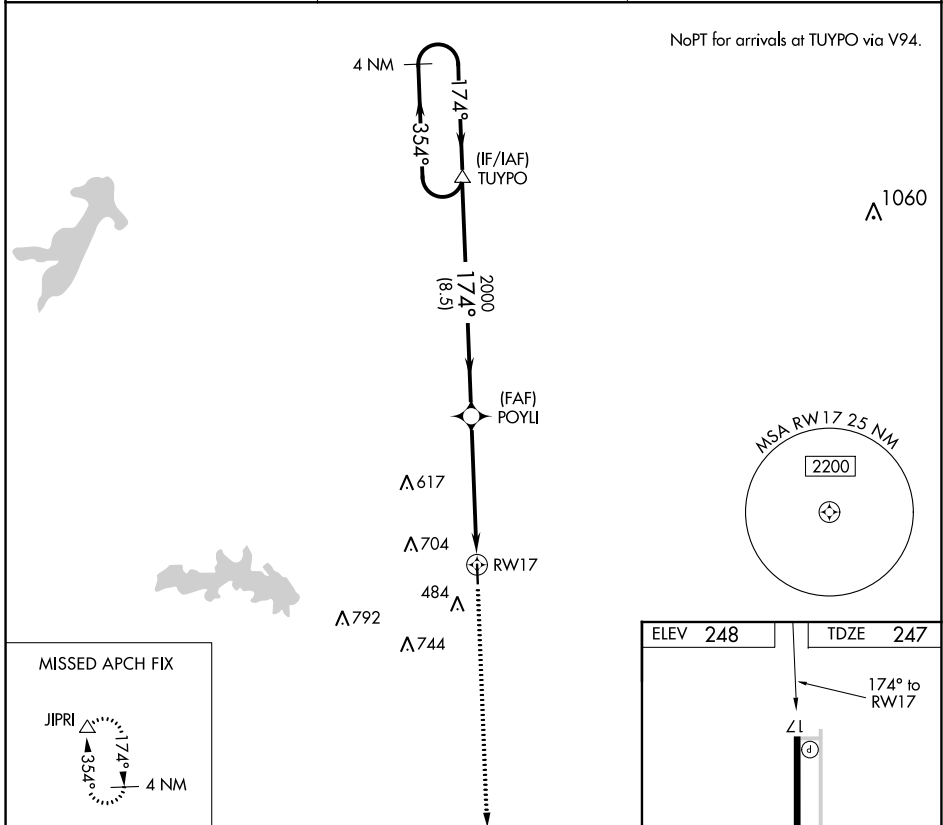 NoPT for arrivals at TUYPO via V94.
4 NM
174°
354°
(IF/IAF)
TUYPO
1060
2000
174°
(8.5)
(FAF)
POYLI
MSA RW17 25 NM
2200
617
704
RW17
484
792
744
ELEV 248
TDZE 247
174° to
RW17
17
P
MISSED APCH FIX
JIPRI
174°
354°
4 NM